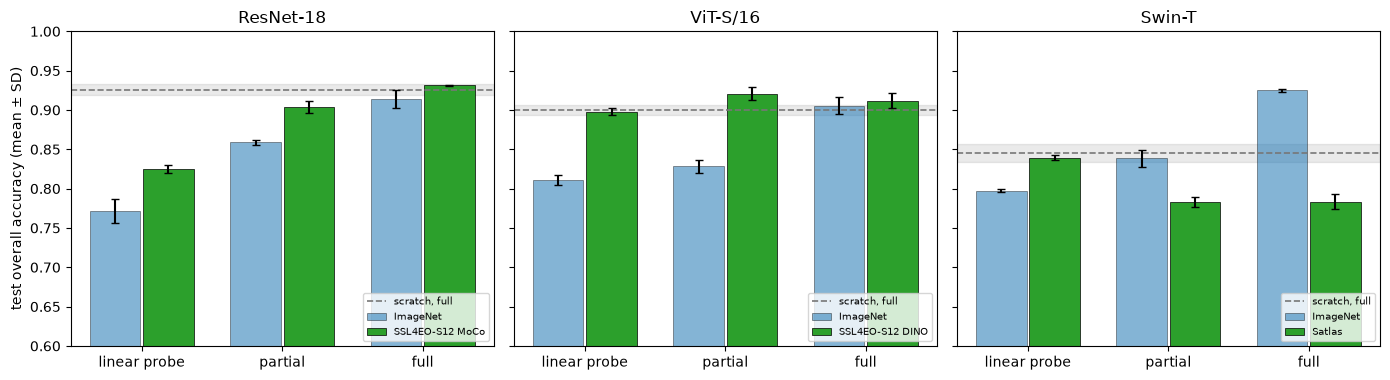 ResNet-18
ViT-S/16
Swin-T
test overall accuracy (mean ± SD)
1.00
0.95
0.90
0.85
0.80
0.75
0.70
0.65
0.60
scratch, full
ImageNet
SSL4EO-S12 MoCo
scratch, full
ImageNet
SSL4EO-S12 DINO
scratch, full
ImageNet
Satlas
linear probe
partial
full
linear probe
partial
full
linear probe
partial
full